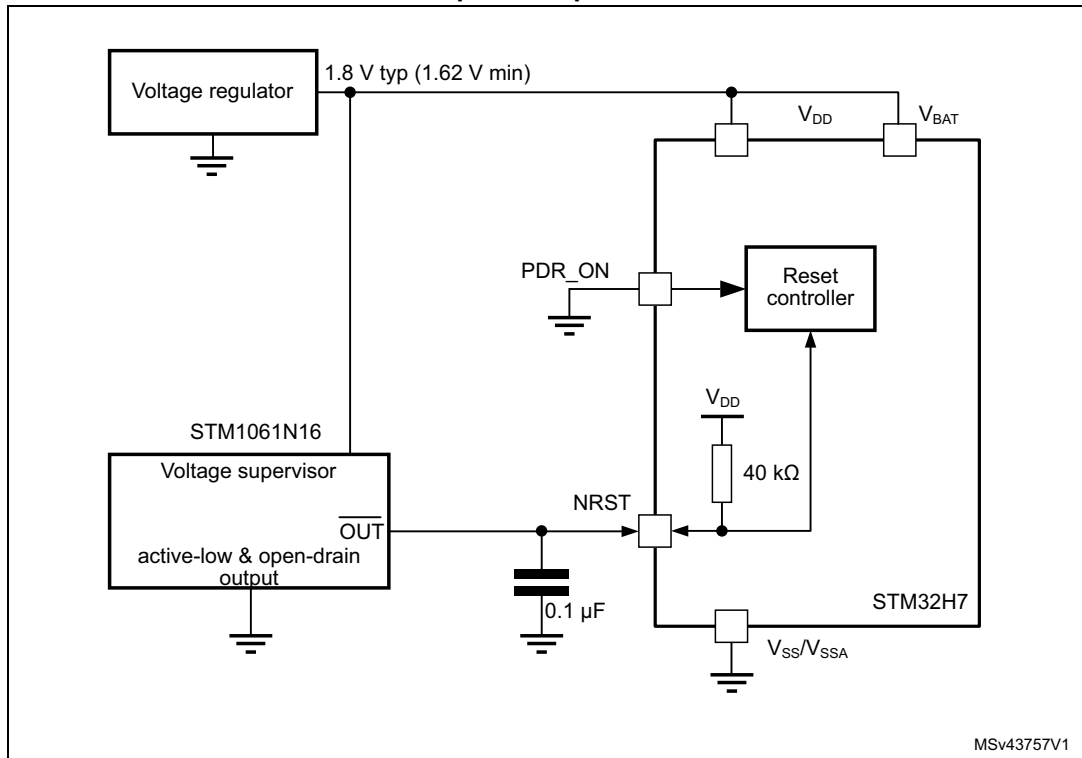 Voltage regulator
1.8 V typ (1.62 V min)
VDD
VBAT
PDR_ON
Reset
controller
VDD
STM1061N16
Voltage supervisor
40 kΩ
NRST
OUT
active-low & open-drain
output
0.1 µF
STM32H7
VSS/VSSA
MSv43757V1